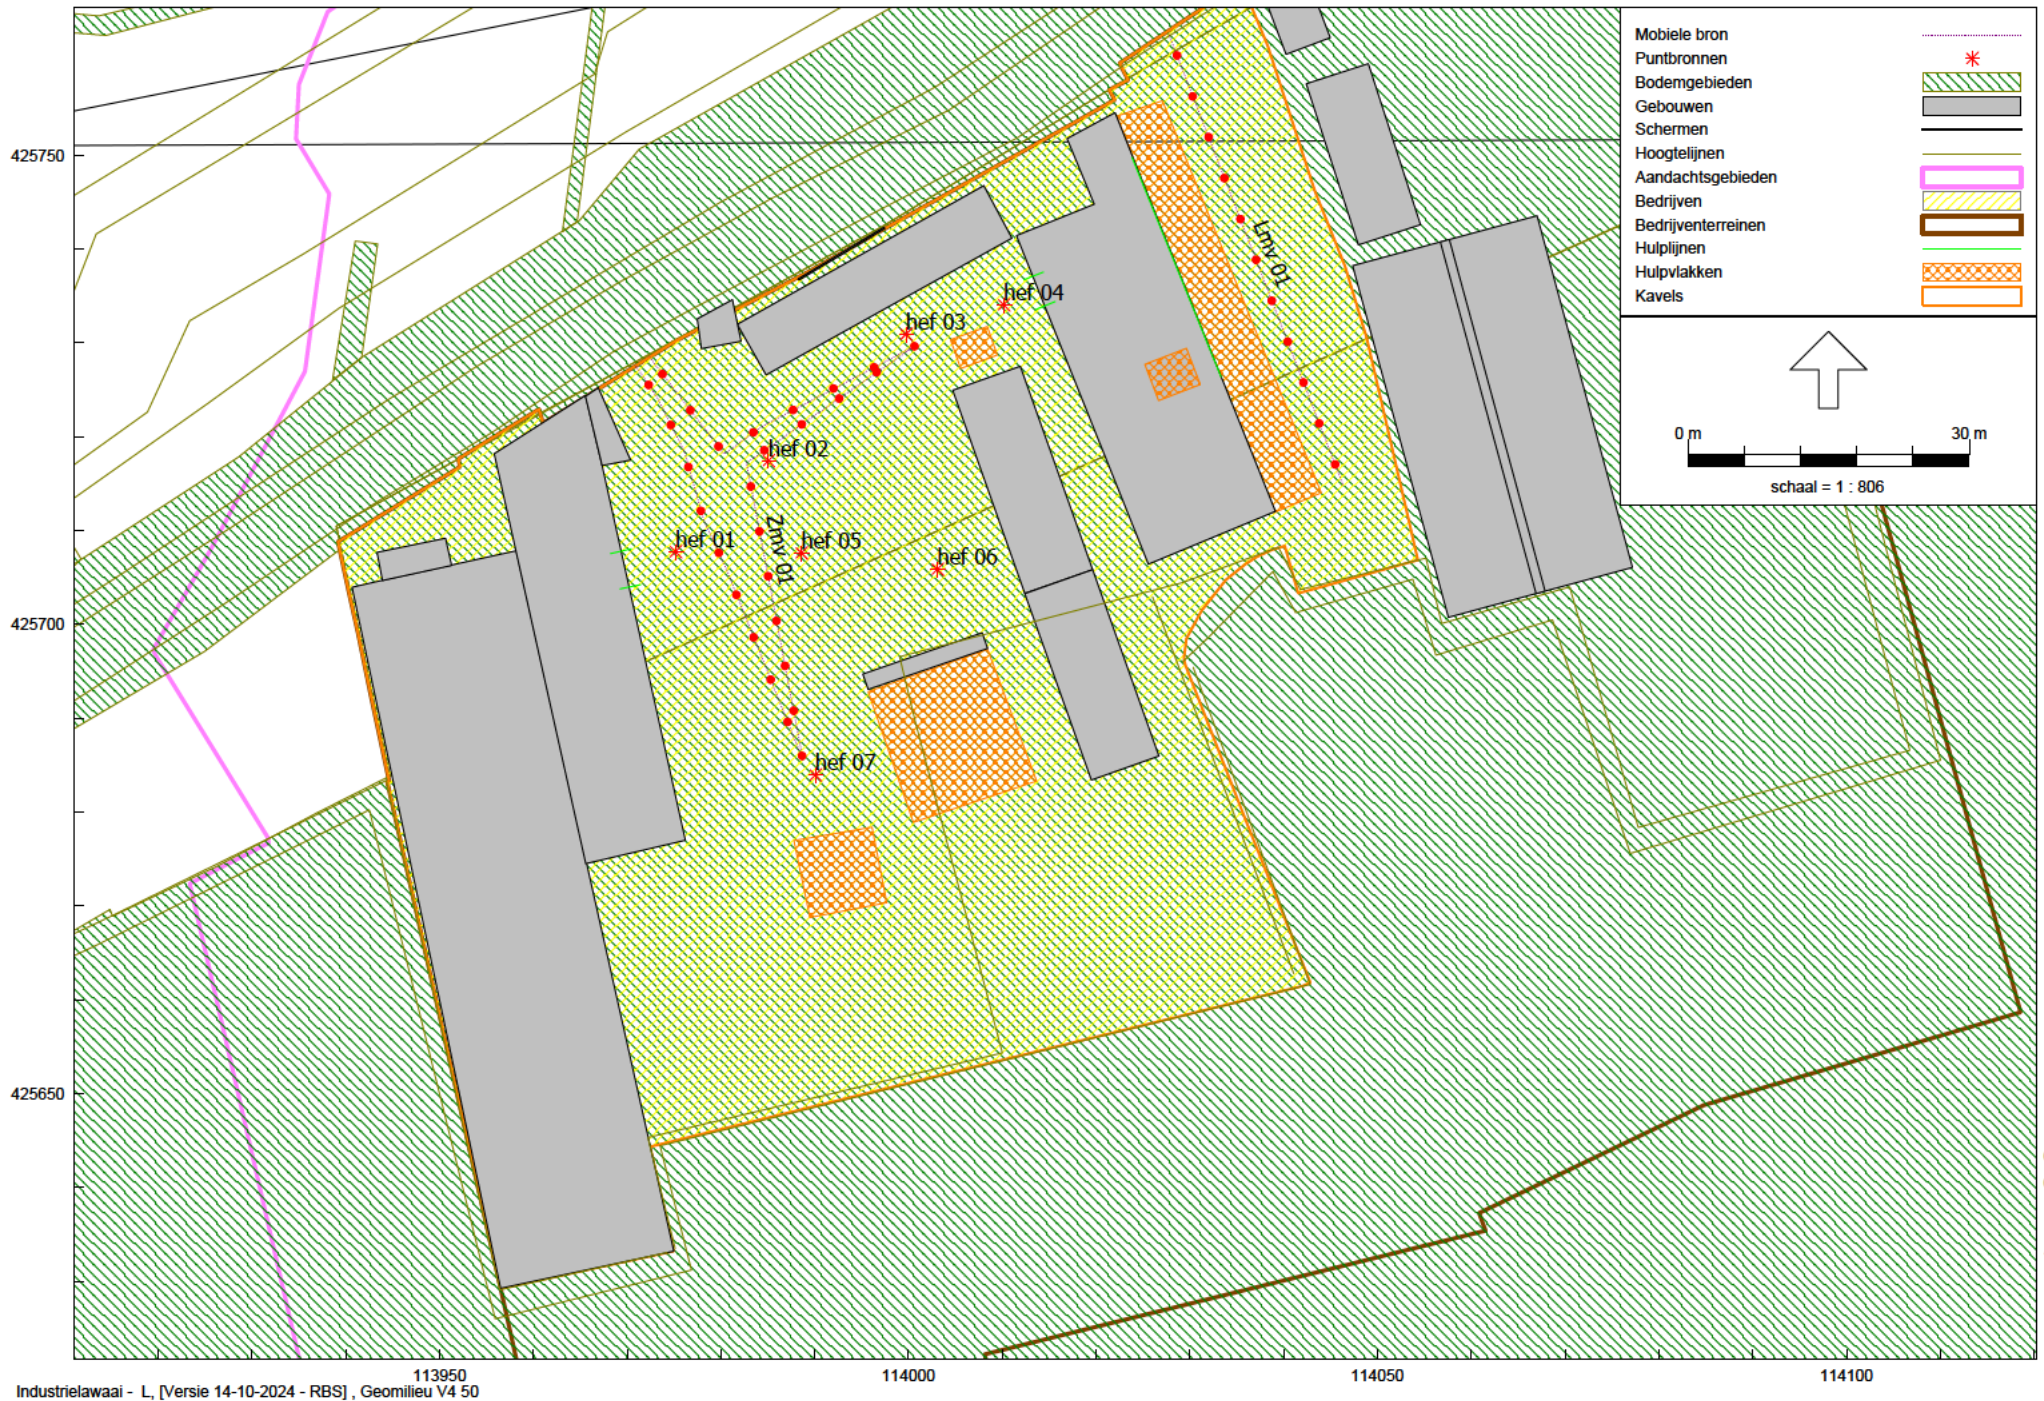 Mobiele bron
Puntbronnen
Bodemgebieden
Gebouwen
Schermen
Hoogtelijnen
Aandachtsgebieden
Bedrijven
Bedrijventerreinen
Hulplijnen
Hulpvlakken
Kavels
0 m 30 m
schaal = 1 : 806
425750
425700
425650
Lmv 01
hef 04
hef 03
hef 02
Zmv 01
hef 01
hef 05
hef 06
hef 07
113950 114000 114050 114100
Industrielawaai - L, [Versie 14-10-2024 - RBS] , Geomilieu V4 50